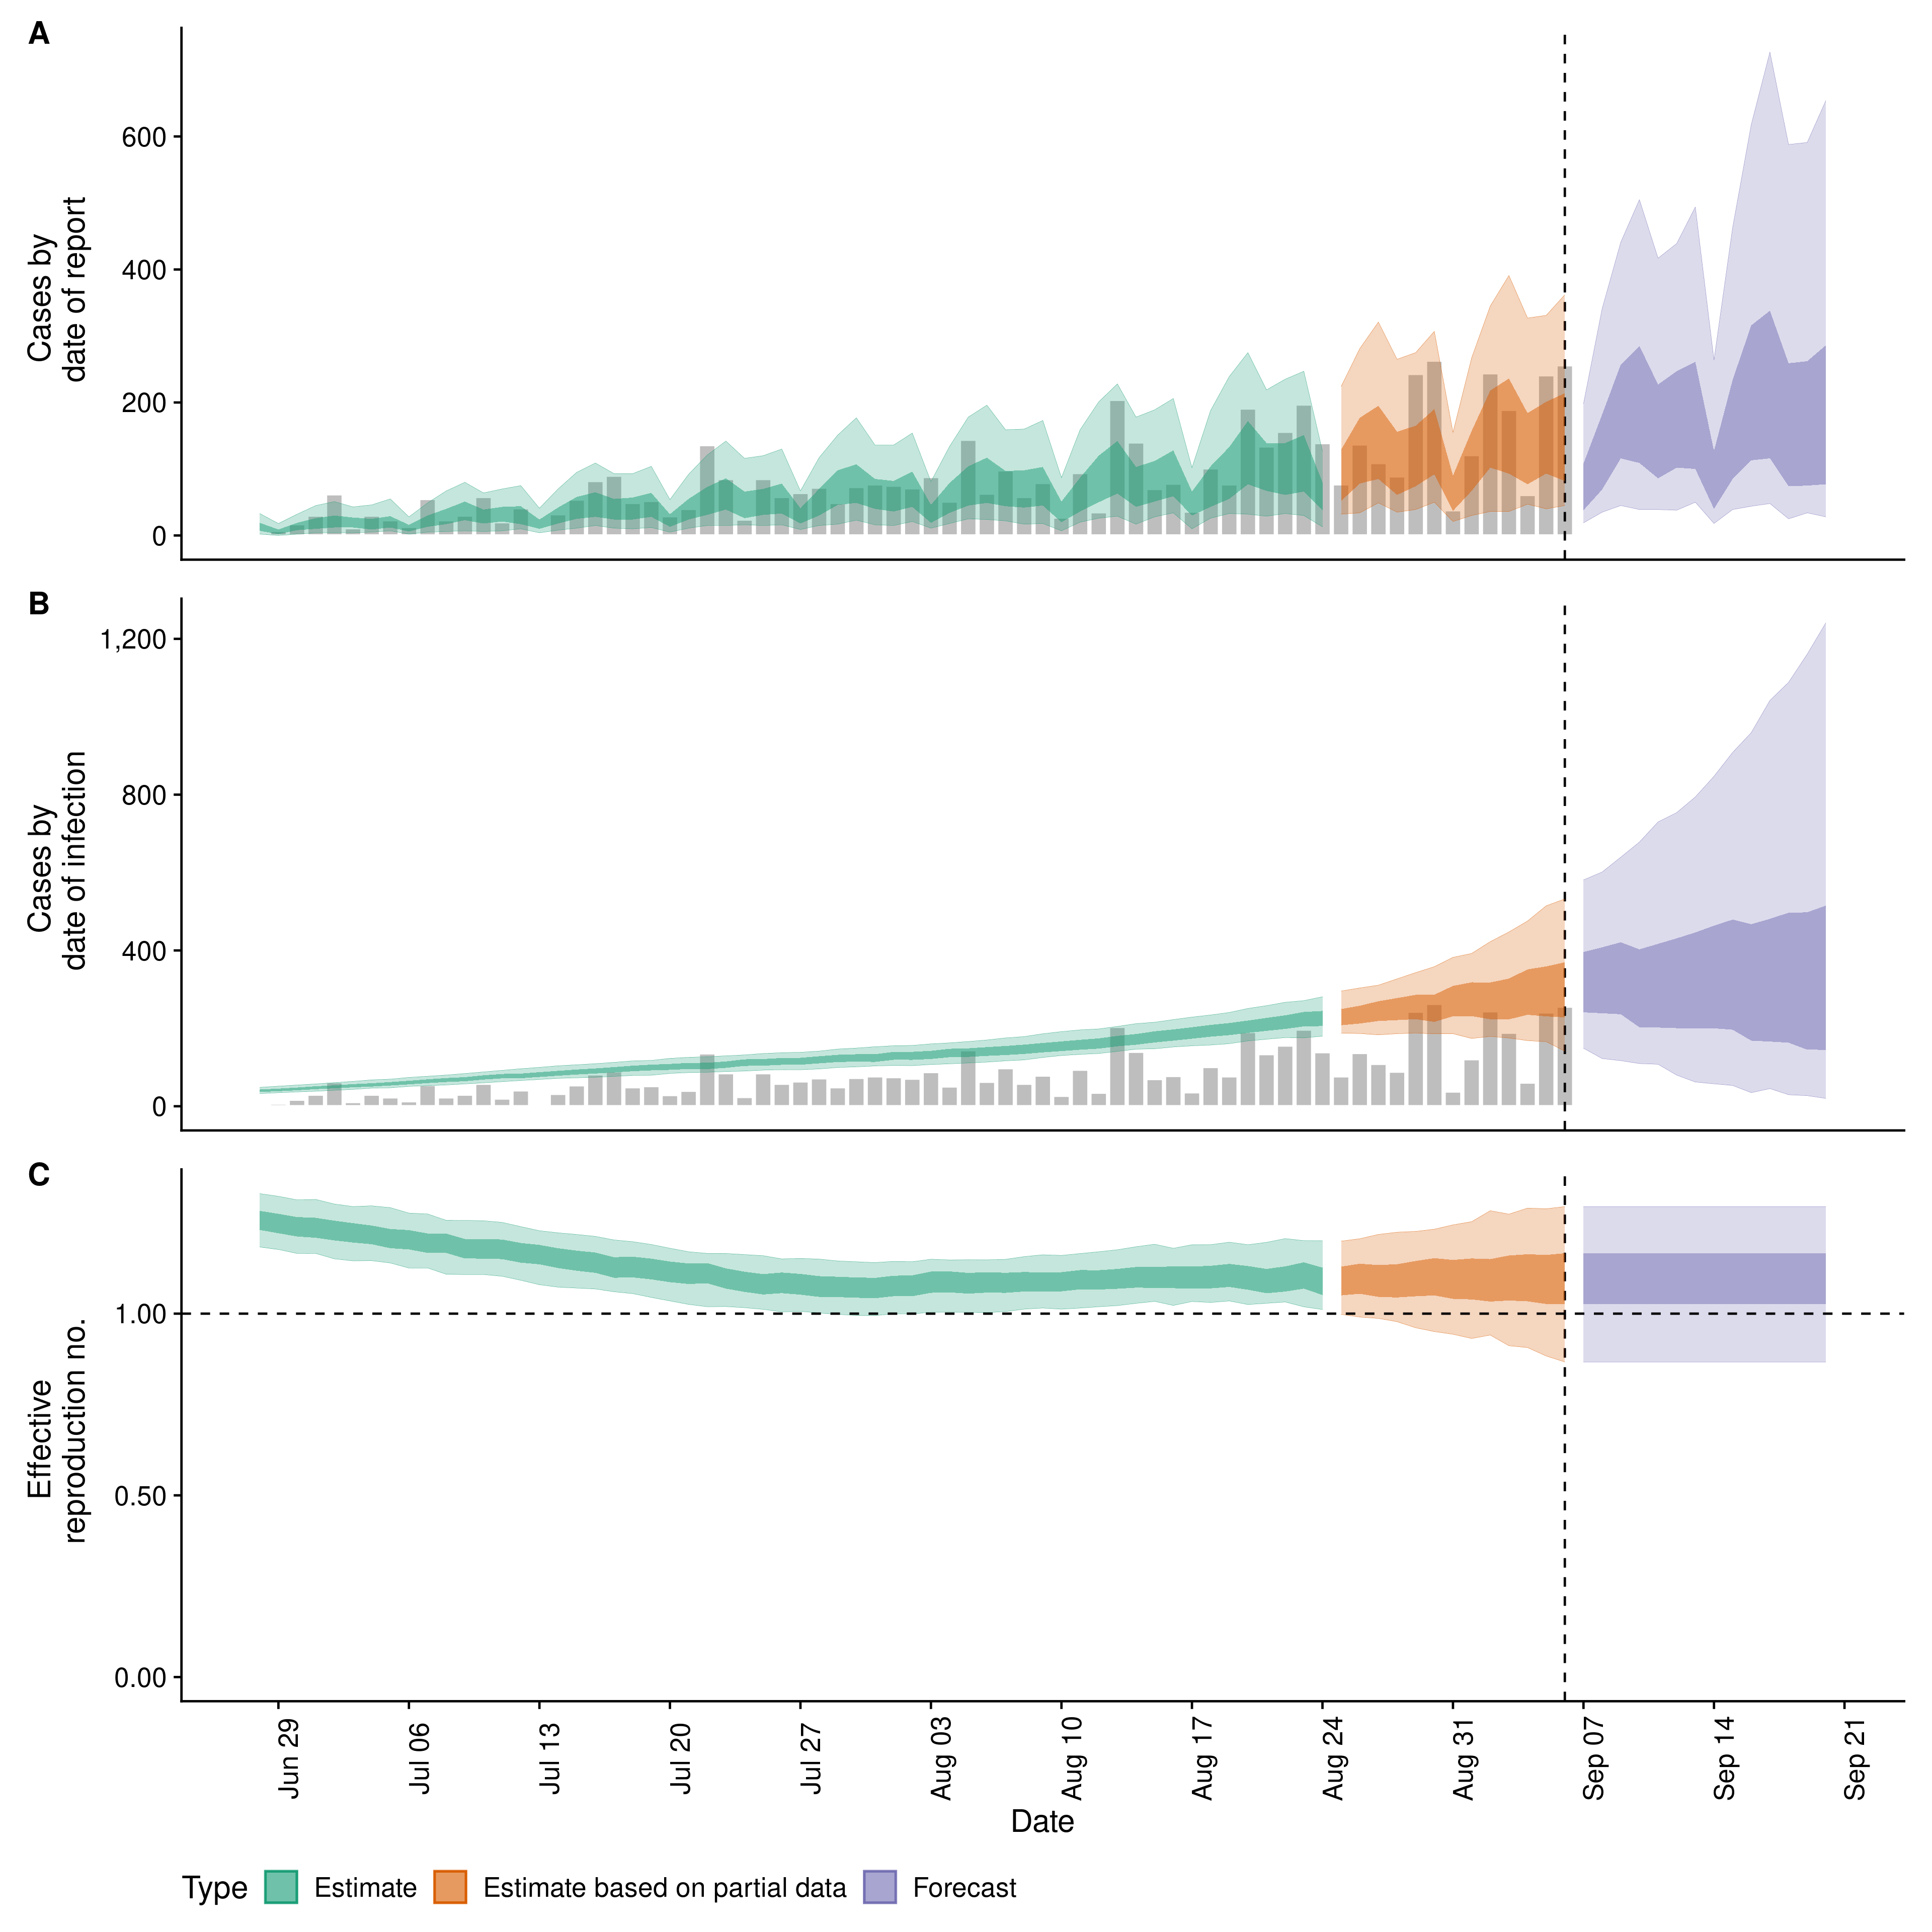 A
Cases by
date of report
600
400
200
0
B
Cases by
date of infection
1,200
800
400
0
C
Effective
reproduction no.
1.00
0.50
0.00
Jun 29
Jul 06
Jul 13
Jul 20
Jul 27
Aug 03
Aug 10
Aug 17
Aug 24
Aug 31
Sep 07
Sep 14
Sep 21
Date
Type Estimate Estimate based on partial data Forecast